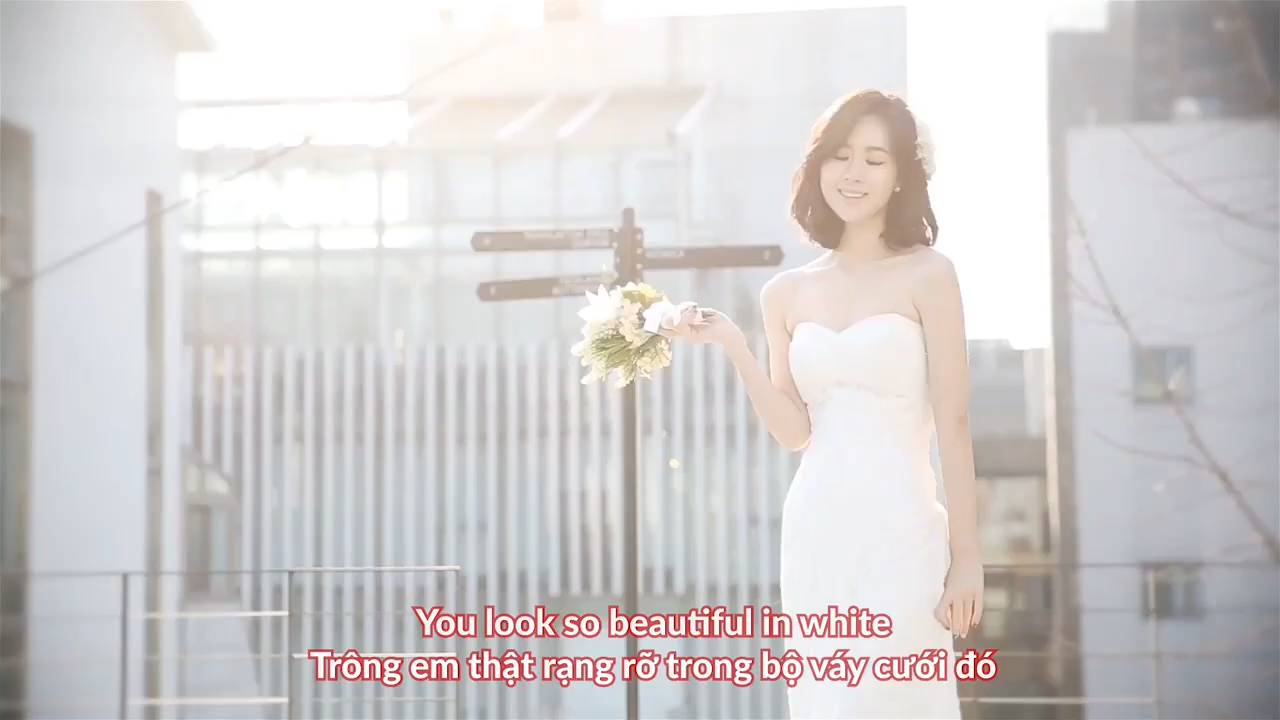 You look so beautiful in white
Trông em thật rạng rỡ trong bộ váy cưới đó